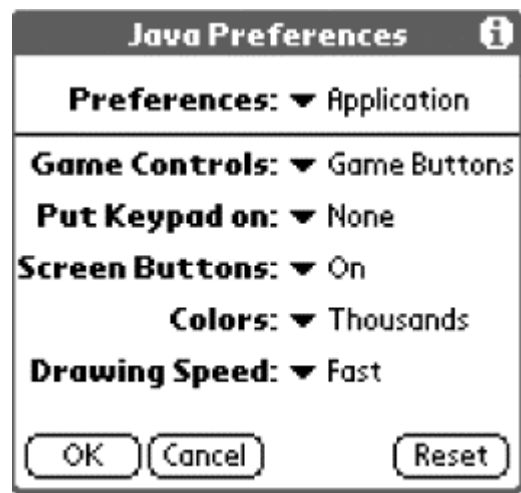 Java Preferences i
Preferences: Application
Game Controls: Game Buttons
Put Keypad on: None
Screen Buttons: On
Colors: Thousands
Drawing Speed: Fast
OK Cancel Reset